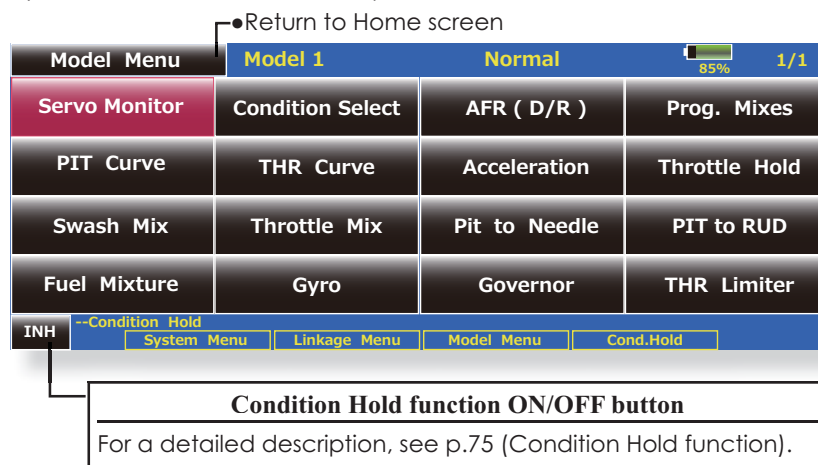 ●Return to Home screen
Model Menu Model 1 Normal 85% 1/1
Servo Monitor Condition Select AFR ( D/R ) Prog. Mixes
PIT Curve THR Curve Acceleration Throttle Hold
Swash Mix Throttle Mix Pit to Needle PIT to RUD
Fuel Mixture Gyro Governor THR Limiter
INH --Condition Hold
System Menu Linkage Menu Model Menu Cond.Hold
Condition Hold function ON/OFF button
For a detailed description, see p.75 (Condition Hold function).